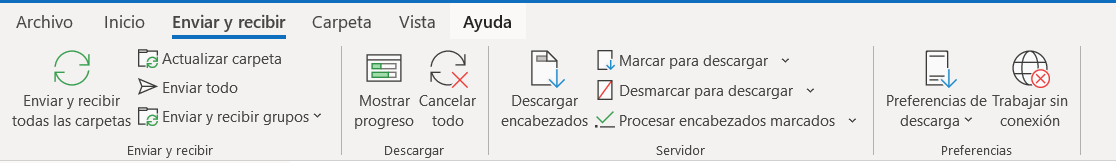 Archivo Inicio Enviar y recibir Carpeta Vista Ayuda
Enviar y recibir
todas las carpetas
Actualizar carpeta
Enviar todo
Enviar y recibir grupos
Enviar y recibir
Mostrar
progreso
Cancelar
todo
Descargar
Descargar
encabezados
Marcar para descargar
Desmarcar para descargar
Procesar encabezados marcados
Servidor
Preferencias de
descarga
Trabajar sin
conexión
Preferencias